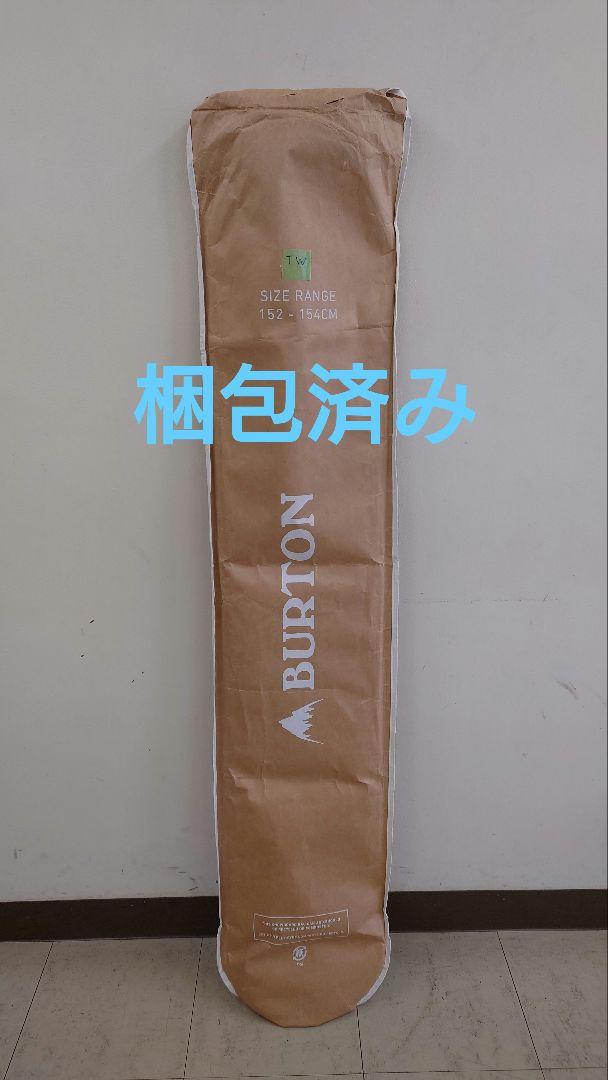 TW
SIZE RANGE
152 - 154CM
梱包済み
BURTON